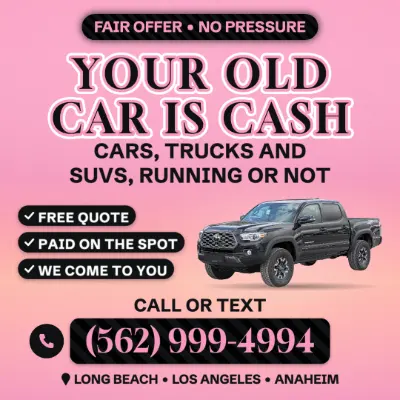 FAIR OFFER • NO PRESSURE
YOUR OLD
CAR IS CASH
CARS, TRUCKS AND
SUVS, RUNNING OR NOT
FREE QUOTE
PAID ON THE SPOT
WE COME TO YOU
CALL OR TEXT
(562) 999-4994
LONG BEACH • LOS ANGELES • ANAHEIM